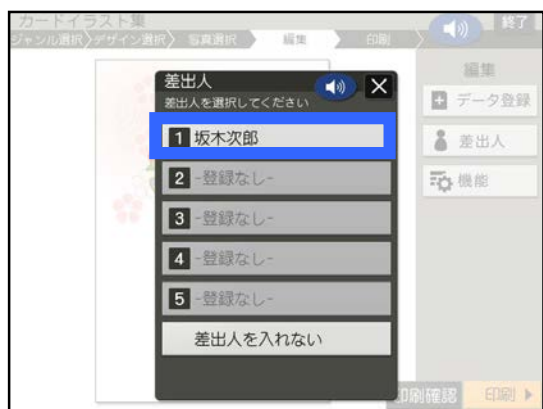 カードイラスト集
終了
ジャンル選択
デザイン選択
写真選択
編集
印刷
編集
データ登録
差出人
機能
差出人
差出人を選択してください
1 坂木次郎
2 -登録なし-
3 -登録なし-
4 -登録なし-
5 -登録なし-
差出人を入れない
印刷確認
印刷